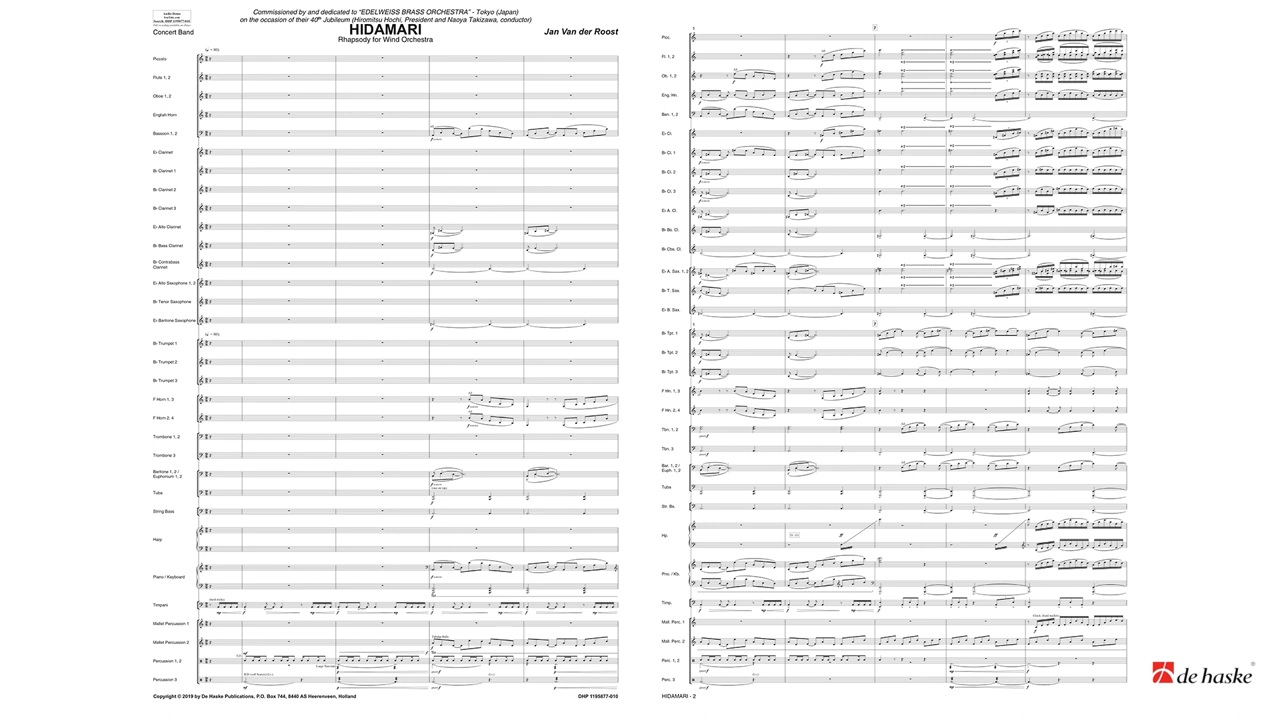 Commissioned by and dedicated to "EDELWEISS BRASS ORCHESTRA" - Tokyo (Japan)
on the occasion of their 40th Jubileum (Hiromitsu Hochi, President and Naoya Takizawa, conductor)
HIDAMARI
Rhapsody for Wind Orchestra
Concert Band
Jan Van der Roost
Piccolo
Flute 1, 2
Oboe 1, 2
English Horn
Bassoon 1, 2
E♭ Clarinet
B♭ Clarinet 1
B♭ Clarinet 2
B♭ Clarinet 3
E♭ Alto Clarinet
B♭ Bass Clarinet
B♭ Contrabass
Clarinet
E♭ Alto Saxophone 1, 2
B♭ Tenor Saxophone
E♭ Baritone Saxophone
B♭ Trumpet 1
B♭ Trumpet 2
B♭ Trumpet 3
F Horn 1, 3
F Horn 2, 4
Trombone 1, 2
Trombone 3
Baritone 1, 2 /
Euphonium 1, 2
Tuba
String Bass
Harp
Piano / Keyboard
Timpani
Mallet Percussion 1
Mallet Percussion 2
Percussion 1, 2
Percussion 3
Copyright © 2019 by De Haske Publications, P.O. Box 744, 8440 AS Heerenveen, Holland
DHP 1195877-010
Picc.
Fl. 1, 2
Ob. 1, 2
Eng. Hn.
Bsn. 1, 2
E♭ Cl.
B♭ Cl. 1
B♭ Cl. 2
B♭ Cl. 3
E♭ A. Cl.
B♭ Bs. Cl.
B♭ Cbs. Cl.
E♭ A. Sax. 1, 2
B♭ T. Sax.
E♭ B. Sax.
B♭ Tpt. 1
B♭ Tpt. 2
B♭ Tpt. 3
F Hn. 1, 3
F Hn. 2, 4
Tbn. 1, 2
Tbn. 3
Bar. 1, 2 /
Euph. 1, 2
Tuba
Str. Bs.
Hp.
Pno. / Kb.
Timp.
Mall. Perc. 1
Mall. Perc. 2
Perc. 1, 2
Perc. 3
HIDAMARI - 2
de haske®